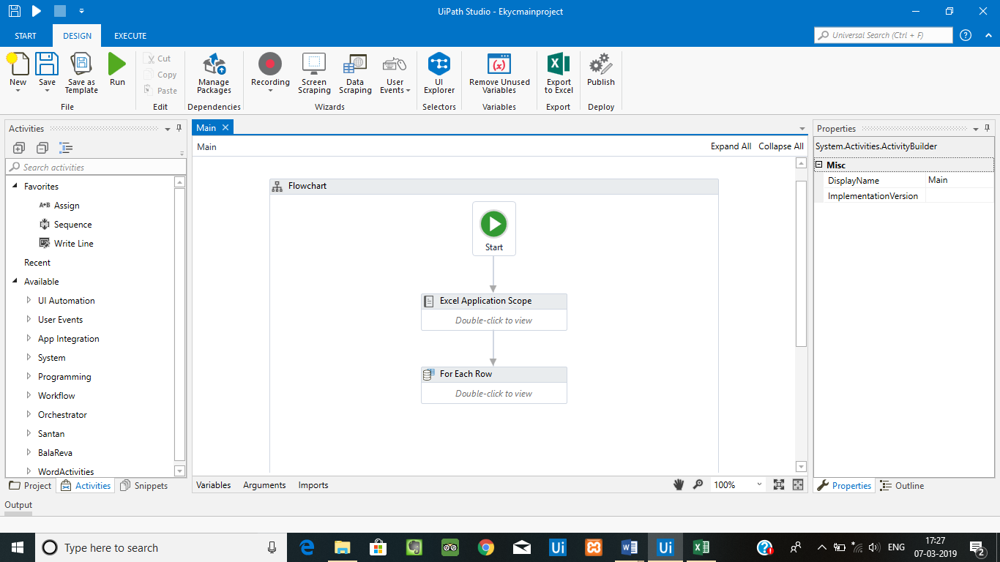 UiPath Studio - Ekycmainproject
START DESIGN EXECUTE
Universal Search (Ctrl + F)
New
Save
Save as Template
Run
Cut
Copy
Paste
Manage Packages
Recording
Screen Scraping
Data Scraping
User Events
UI Explorer
Remove Unused Variables
Export to Excel
Publish
File Edit Dependencies Wizards Selectors Variables Export Deploy
Activities
Search activities
Favorites
A+B Assign
Sequence
Write Line
Recent
Available
UI Automation
User Events
App Integration
System
Programming
Workflow
Orchestrator
Santan
BalaReva
WordActivities
Project Activities Snippets
Main
Main Expand All Collapse All
Flowchart
Start
Excel Application Scope
Double-click to view
For Each Row
Double-click to view
Variables Arguments Imports 100%
Properties
System.Activities.ActivityBuilder
Misc
DisplayName Main
ImplementationVersion
Properties Outline
Output
Type here to search
Ui
Ui
ENG
17:27
07-03-2019
2